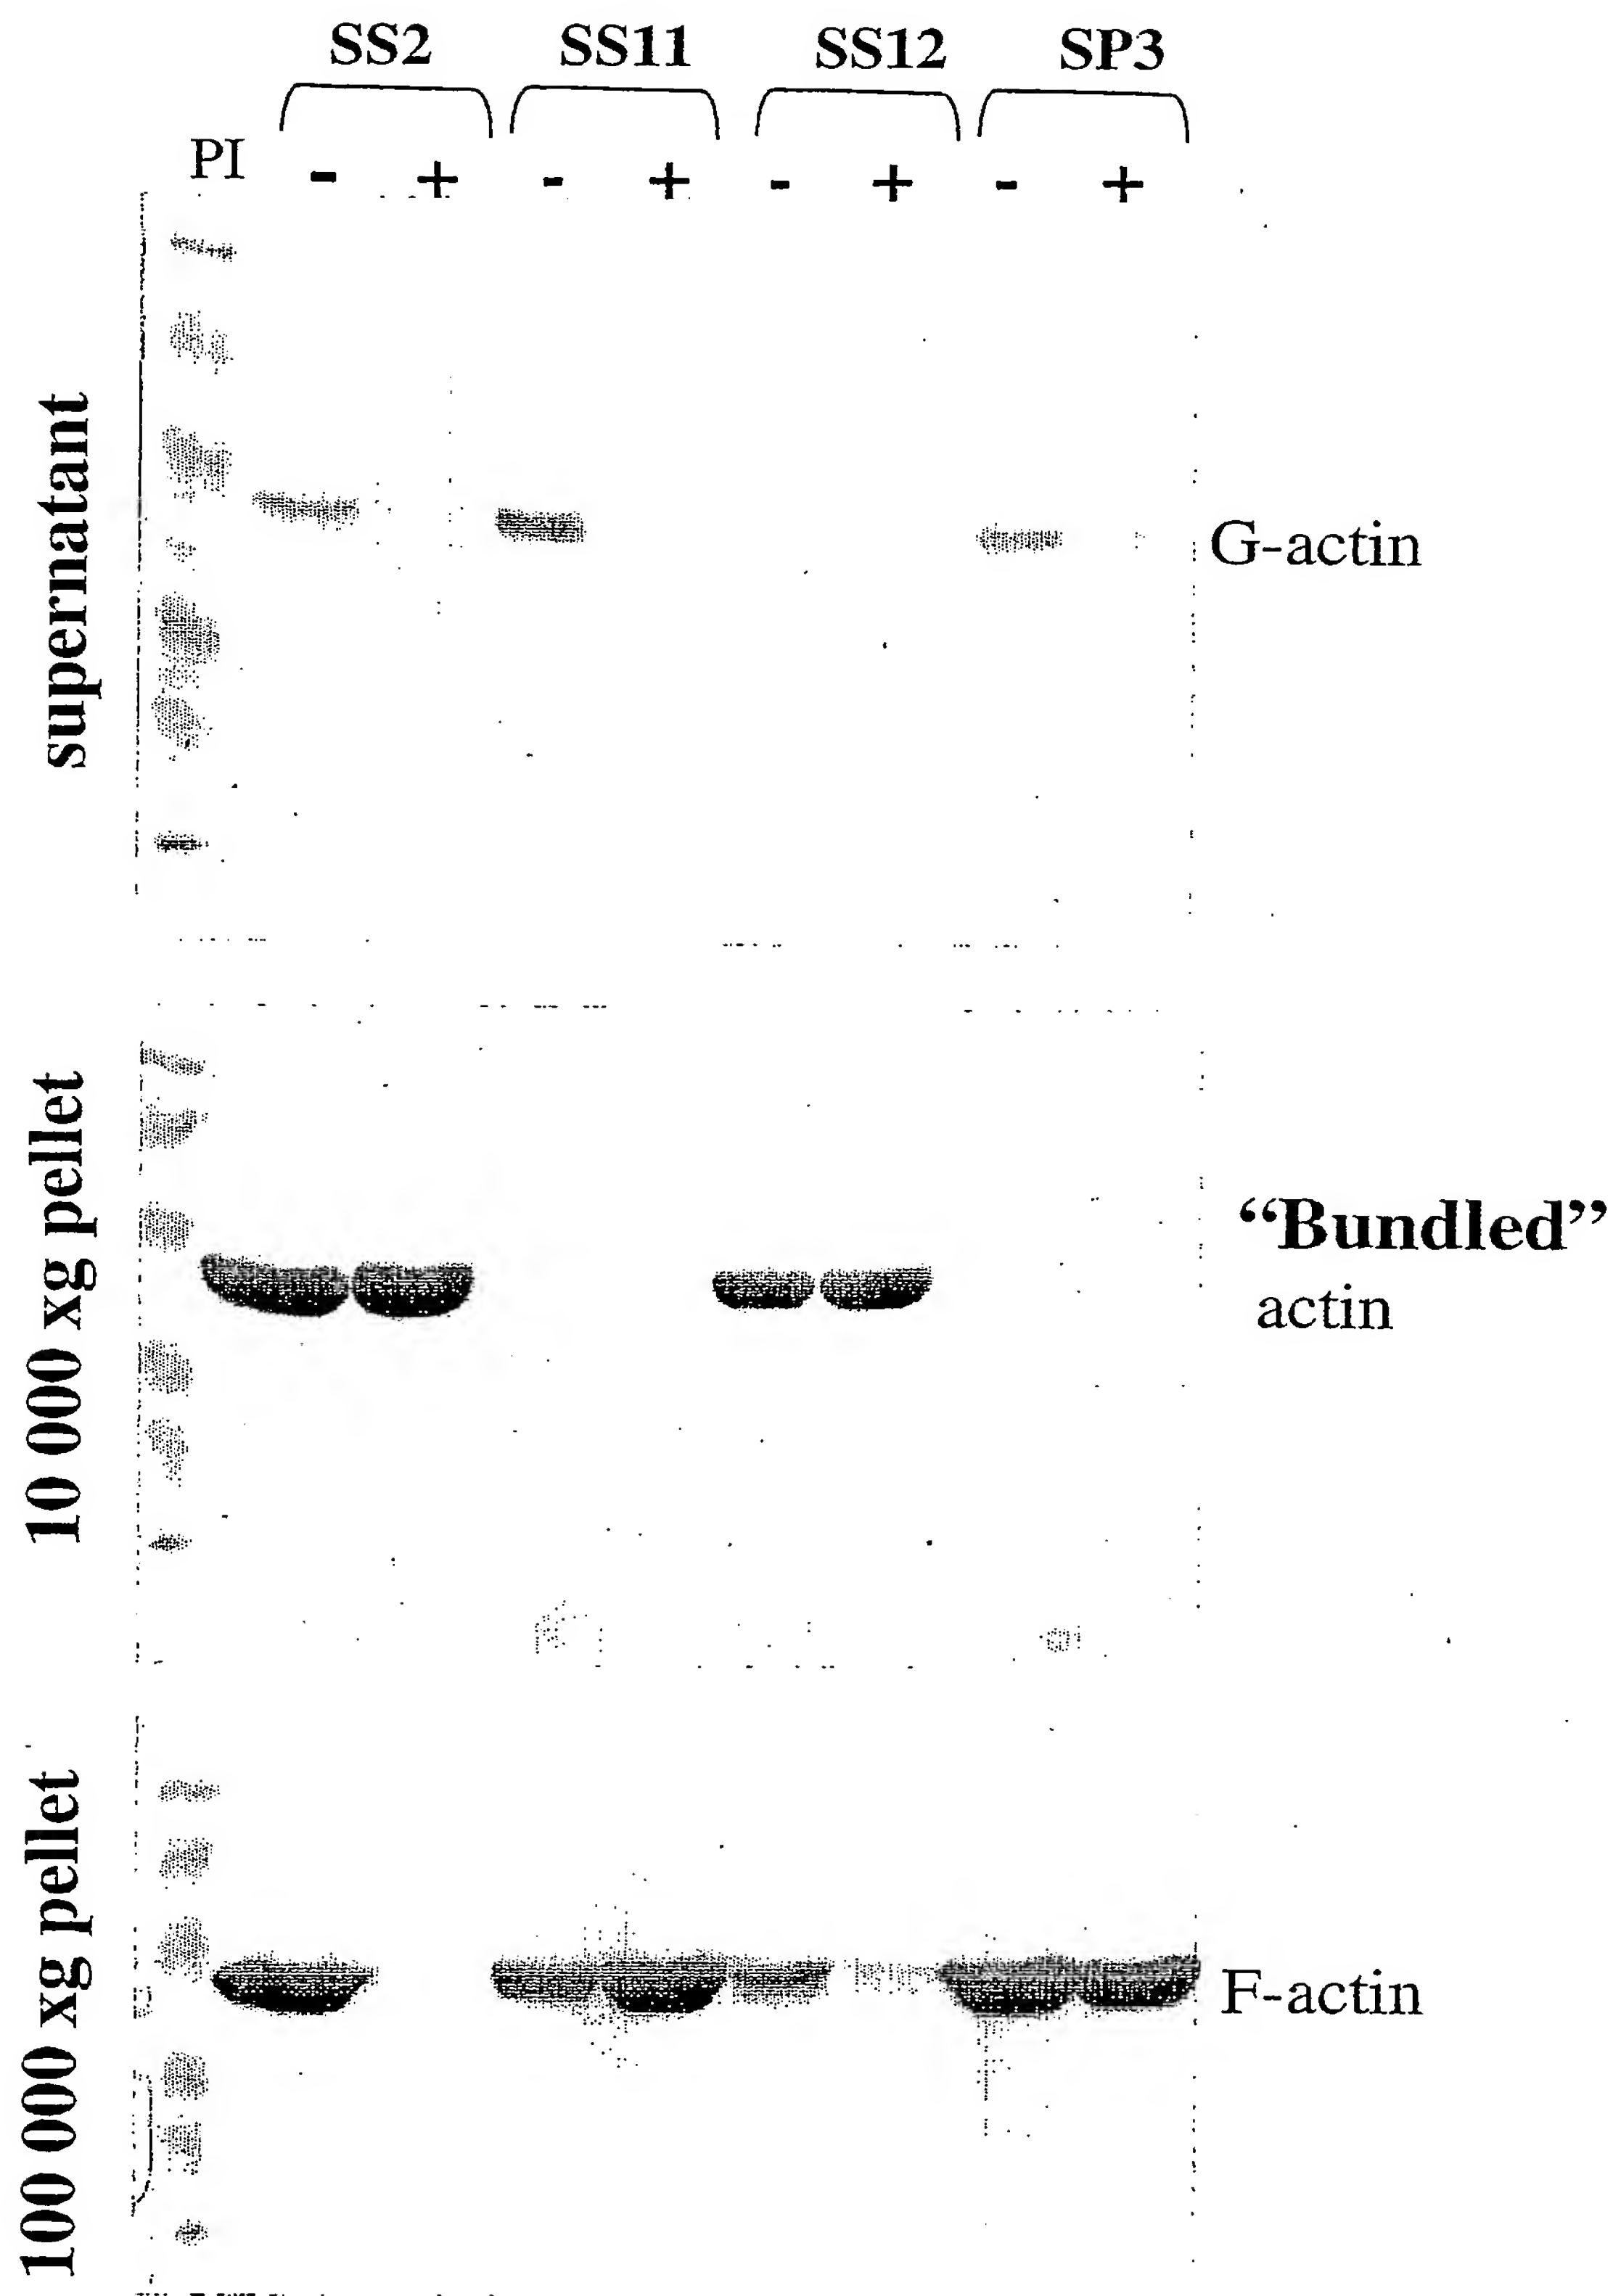 SS2 SS11 SS12 SP3
PI - + - + - + - +
supernatant
G-actin
10 000 xg pellet
“Bundled”
actin
100 000 xg pellet
F-actin